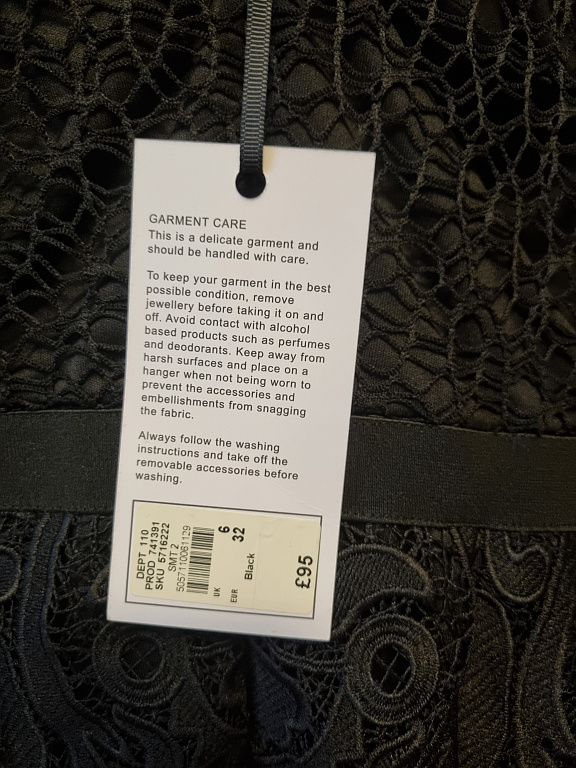 GARMENT CARE
This is a delicate garment and
should be handled with care.
To keep your garment in the best
possible condition, remove
jewellery before taking it on and
off. Avoid contact with alcohol
based products such as perfumes
and deodorants. Keep away from
harsh surfaces and place on a
hanger when not being worn to
prevent the accessories and
embellishments from snagging
the fabric.
Always follow the washing
instructions and take off the
removable accessories before
washing.
DEPT 110
PROD 741391
SKU 5716222
SMT 2
5057110061129
UK 6
EUR 32
Black
£95